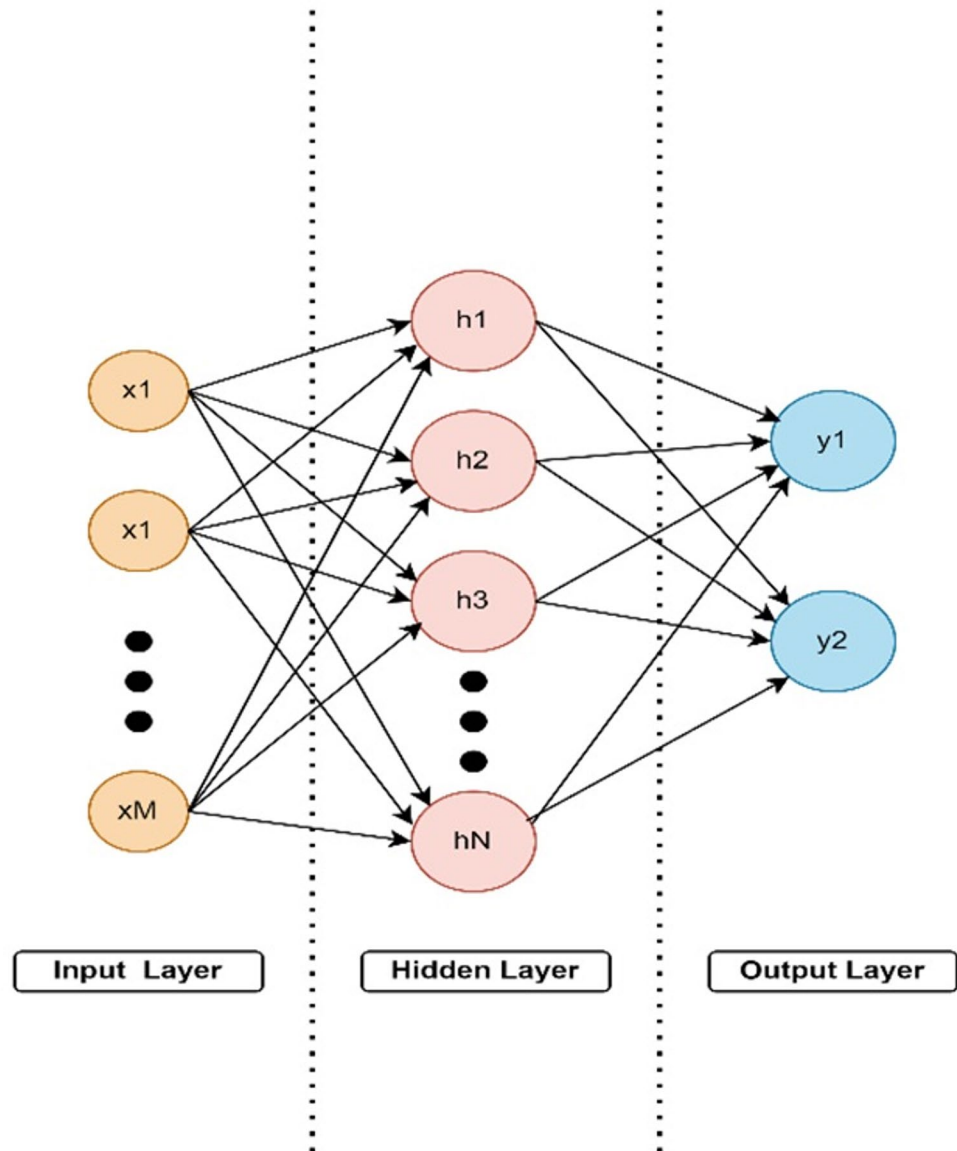 h1
x1
h2
y1
x1
h3
y2
xM
hN
Input Layer
Hidden Layer
Output Layer